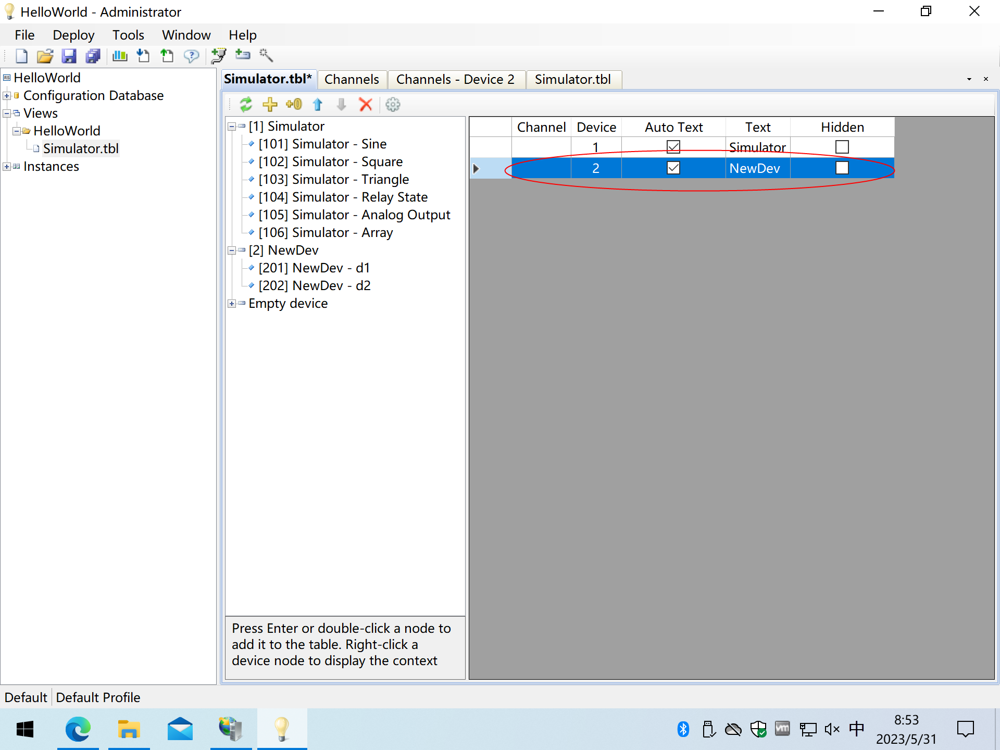 HelloWorld - Administrator
File Deploy Tools Window Help
HelloWorld
Configuration Database
Views
HelloWorld
Simulator.tbl
Instances
Simulator.tbl* Channels Channels - Device 2 Simulator.tbl
[1] Simulator
[101] Simulator - Sine
[102] Simulator - Square
[103] Simulator - Triangle
[104] Simulator - Relay State
[105] Simulator - Analog Output
[106] Simulator - Array
[2] NewDev
[201] NewDev - d1
[202] NewDev - d2
Empty device
Press Enter or double-click a node to
add it to the table. Right-click a
device node to display the context
Channel Device Auto Text Text Hidden
1 Simulator
2 NewDev
Default Default Profile
中
8:53
2023/5/31